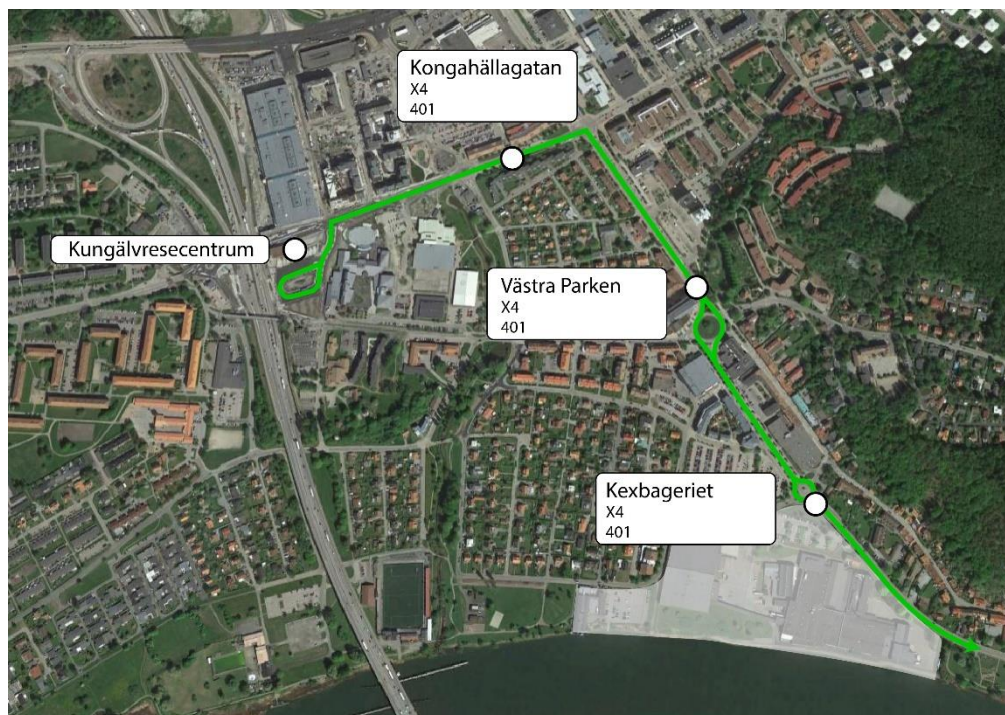 Kongahällagatan
X4
401
Kungälvresecentrum
Västra Parken
X4
401
Kexbageriet
X4
401